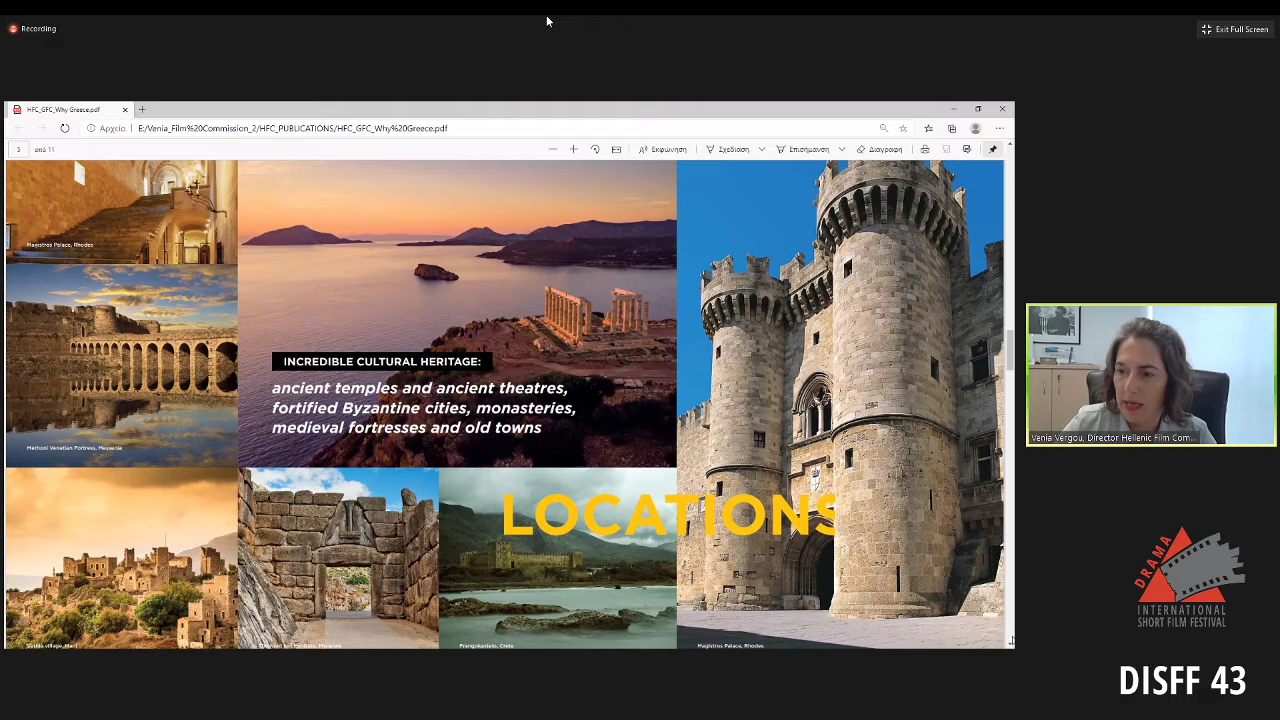 Recording
Exit Full Screen
HFC_GFC_Why Greece.pdf
Αρχείο
E:/Venia_Film%20Commission_2/HFC_PUBLICATIONS/HFC_GFC_Why%20Greece.pdf
5 από 11
Εκφώνηση
Σχεδίαση
Επισήμανση
Διαγραφή
Magistros Palace, Rhodes
Methoni Venetian Fortress, Messenia
INCREDIBLE CULTURAL HERITAGE:
ancient temples and ancient theatres,
fortified Byzantine cities, monasteries,
medieval fortresses and old towns
LOCATIONS
Frangokastelo, Crete
Magistros Palace, Rhodes
Venia Vergou, Director Hellenic Film Com...
DRAMA
INTERNATIONAL
SHORT FILM FESTIVAL
DISFF 43